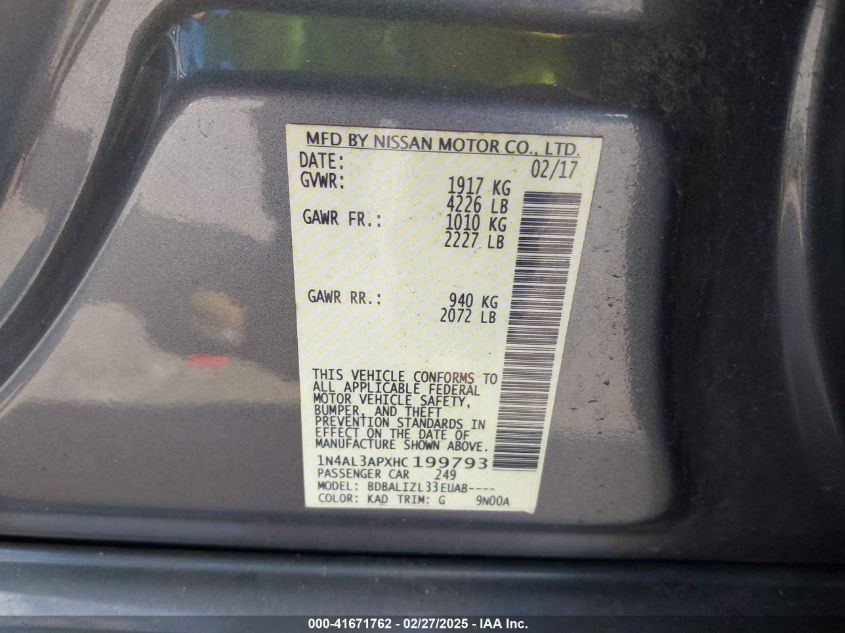 MFD BY NISSAN MOTOR CO., LTD.
DATE: 02/17
GVWR: 1917 KG
4226 LB
GAWR FR.: 1010 KG
2227 LB
GAWR RR.: 940 KG
2072 LB
THIS VEHICLE CONFORMS TO
ALL APPLICABLE FEDERAL
MOTOR VEHICLE SAFETY,
BUMPER, AND THEFT
PREVENTION STANDARDS IN
EFFECT ON THE DATE OF
MANUFACTURE SHOWN ABOVE.
1N4AL3APXHC199793
PASSENGER CAR 249
MODEL: BDBALIZL33EUAB----
COLOR: KAD TRIM: G 9N00A
000-41671762 / 02/27/2025 - IAA Inc.